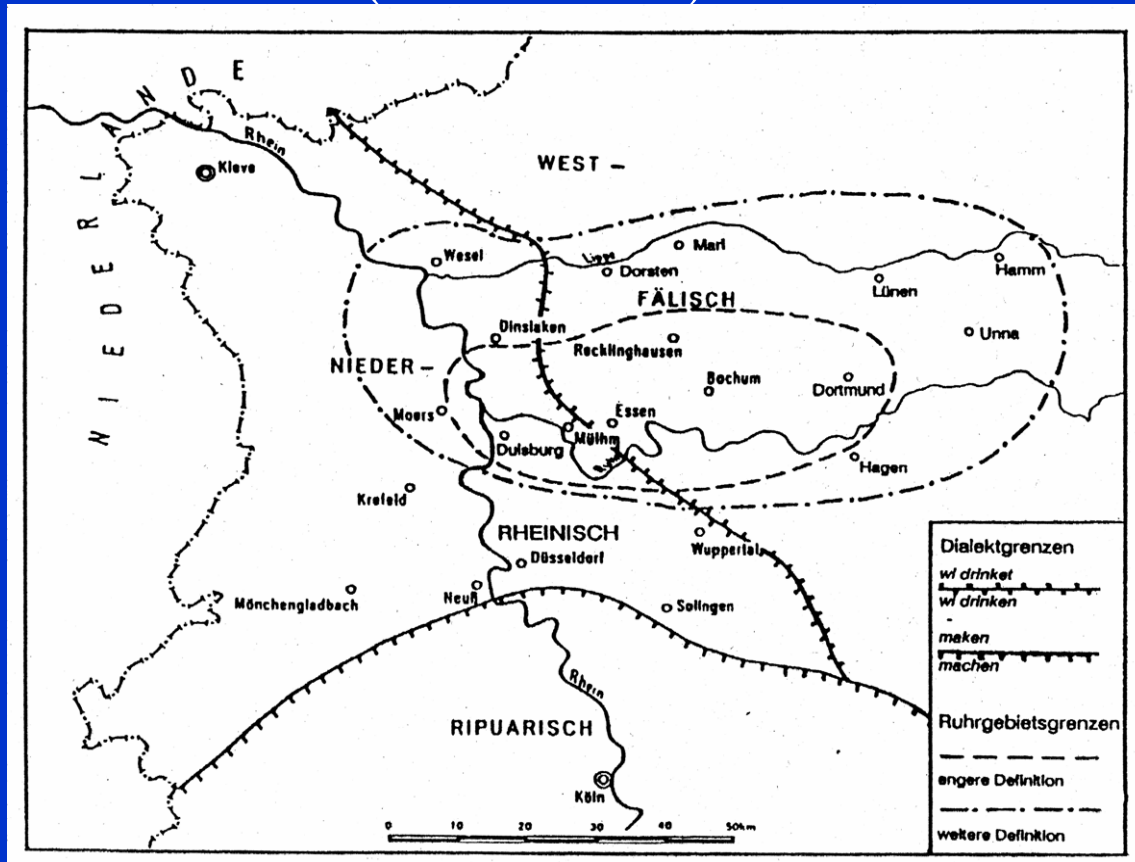 NIEDERLANDE
Rhein
Kleve
WEST –
Wesel
Lippe
Marl
Dorsten
Hamm
Lünen
FÄLISCH
Dinslaken
Recklinghausen
Unna
NIEDER –
Bochum
Dortmund
Moers
Essen
Mülhm
Duisburg
Hagen
Krefeld
RHEINISCH
Wuppertal
Düsseldorf
Mönchengladbach
Neuß
Solingen
Rhein
RIPUARISCH
Köln
0 10 20 30 40 50km
Dialektgrenzen
wi drinket
wi drinken
-
maken
machen
Ruhrgebietsgrenzen
engere Definition
weitere Definition